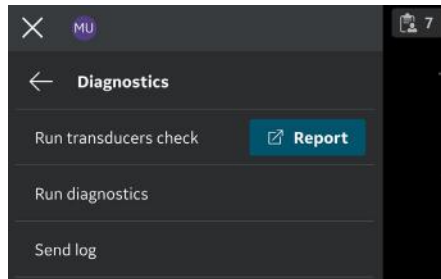 MU
7
Diagnostics
Run transducers check
Report
Run diagnostics
Send log